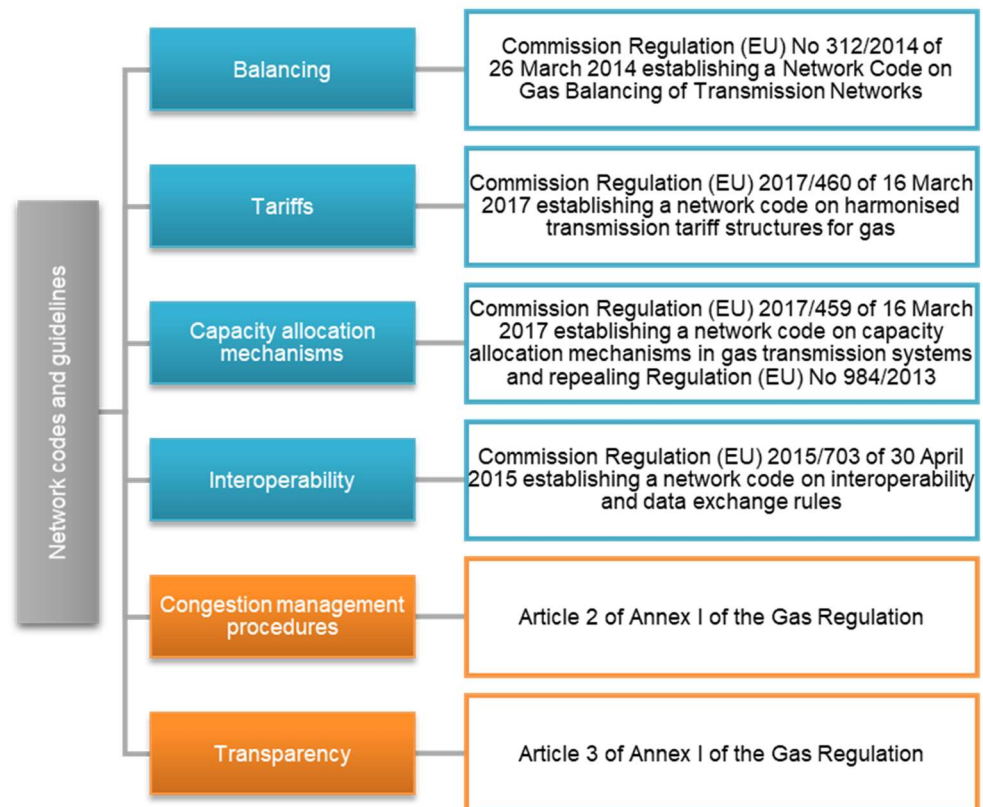 Network codes and guidelines
Balancing
Commission Regulation (EU) No 312/2014 of
26 March 2014 establishing a Network Code on
Gas Balancing of Transmission Networks
Tariffs
Commission Regulation (EU) 2017/460 of 16 March
2017 establishing a network code on harmonised
transmission tariff structures for gas
Capacity allocation
mechanisms
Commission Regulation (EU) 2017/459 of 16 March
2017 establishing a network code on capacity
allocation mechanisms in gas transmission systems
and repealing Regulation (EU) No 984/2013
Interoperability
Commission Regulation (EU) 2015/703 of 30 April
2015 establishing a network code on interoperability
and data exchange rules
Congestion management
procedures
Article 2 of Annex I of the Gas Regulation
Transparency
Article 3 of Annex I of the Gas Regulation